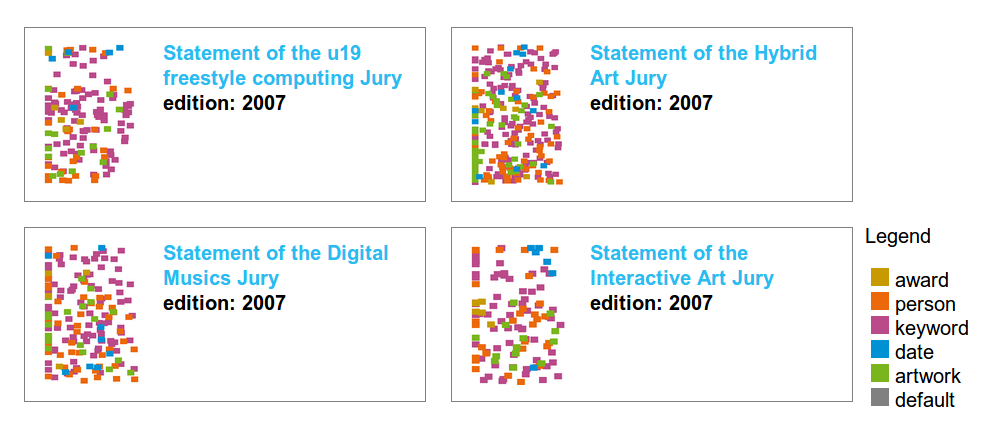 Statement of the u19
freestyle computing Jury
edition: 2007
Statement of the Hybrid
Art Jury
edition: 2007
Statement of the Digital
Musics Jury
edition: 2007
Statement of the
Interactive Art Jury
edition: 2007
Legend
award
person
keyword
date
artwork
default